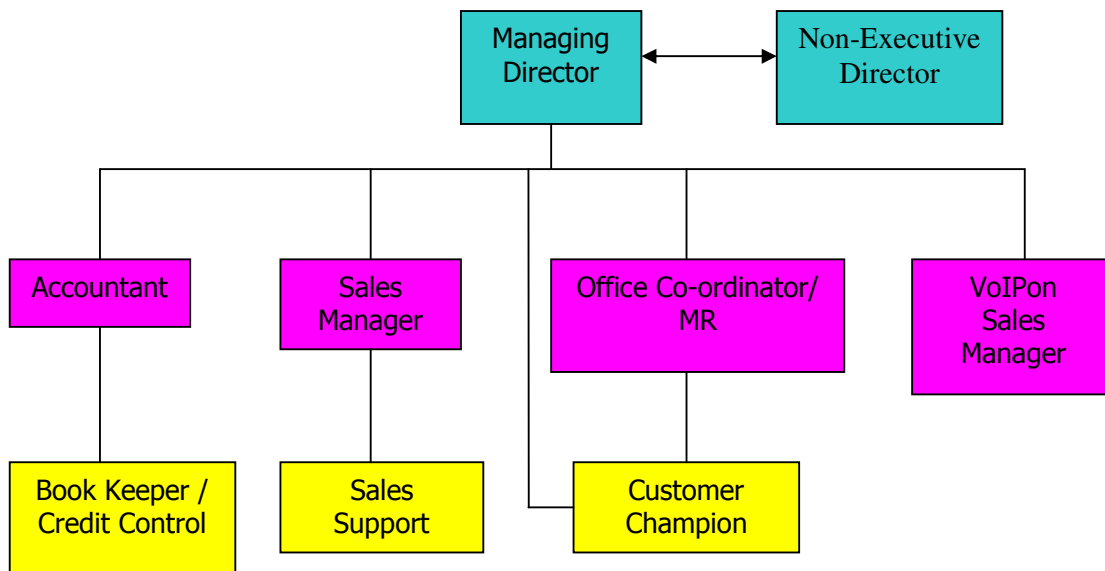 Managing
Director
Non-Executive
Director
Accountant
Sales
Manager
Office Co-ordinator/
MR
VoIPon
Sales
Manager
Book Keeper /
Credit Control
Sales
Support
Customer
Champion